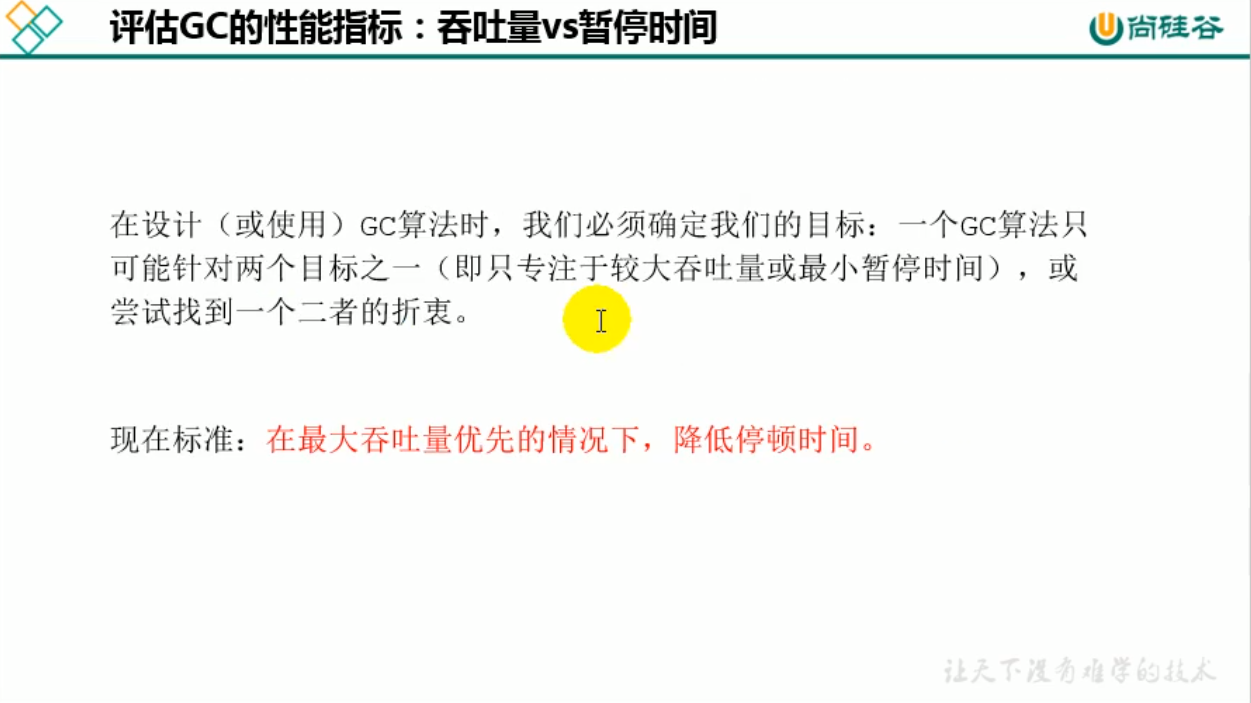 评估GC的性能指标：吞吐量vs暂停时间
尚硅谷
在设计（或使用）GC算法时，我们必须确定我们的目标：一个GC算法只
可能针对两个目标之一（即只专注于较大吞吐量或最小暂停时间），或
尝试找到一个二者的折衷。
现在标准：在最大吞吐量优先的情况下，降低停顿时间。
让天下没有难学的技术